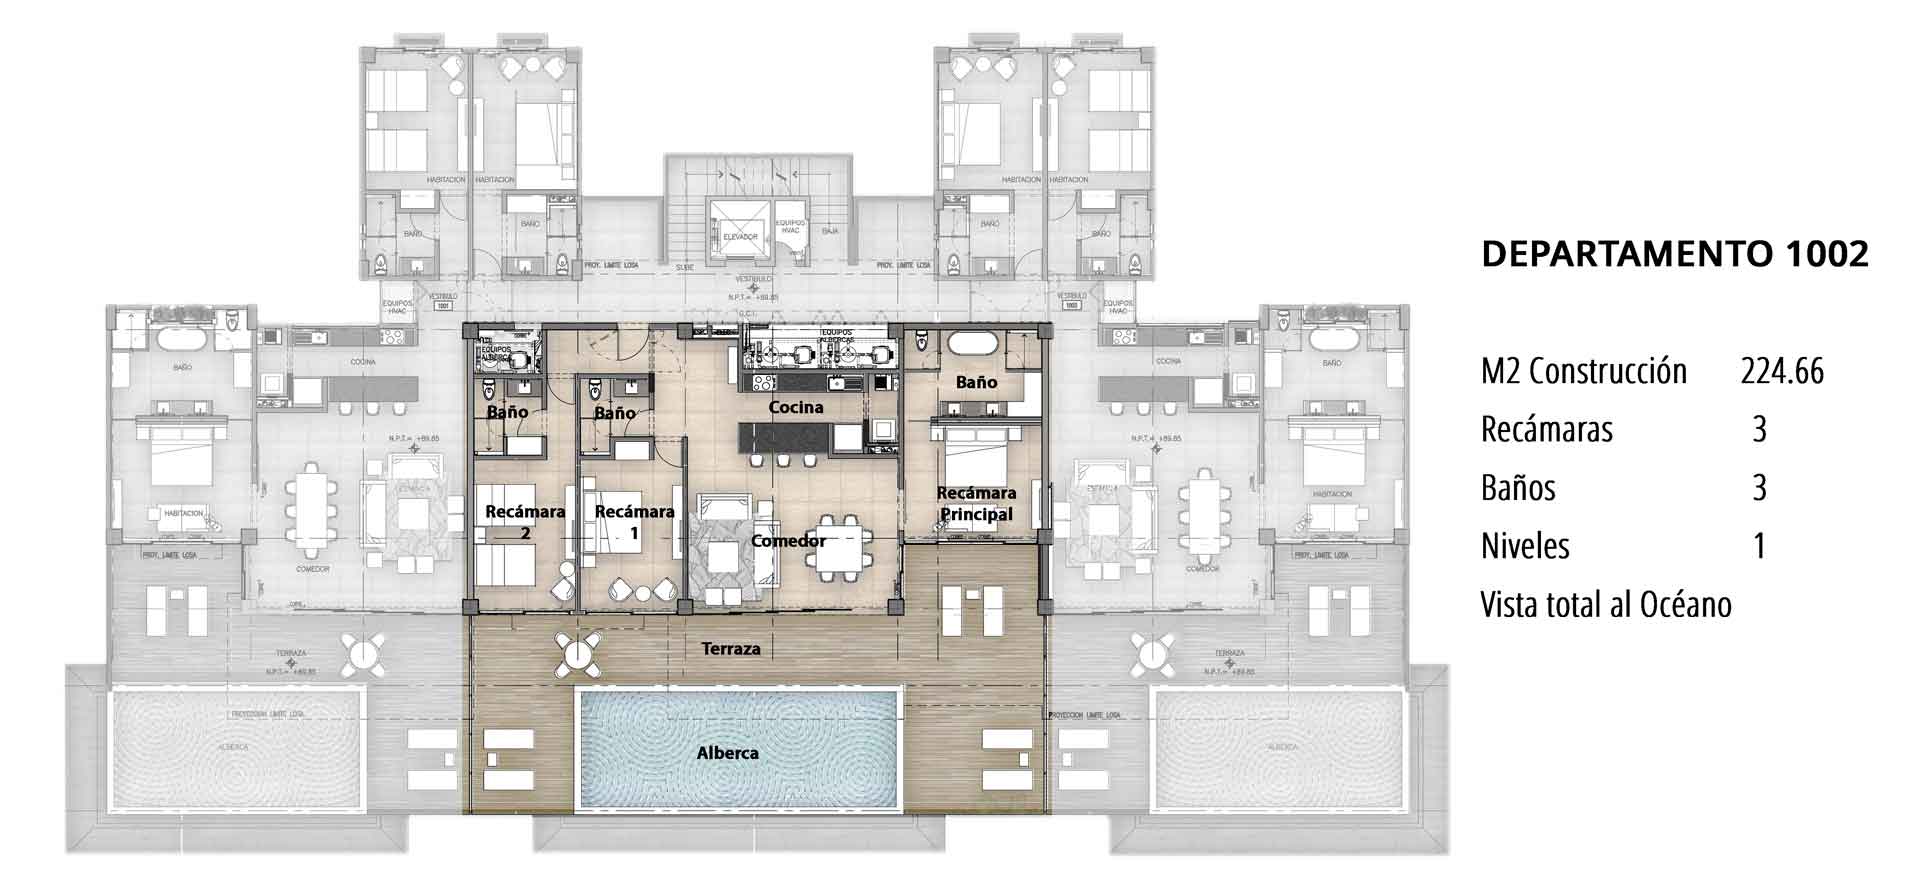 HABITACION
HABITACION
HABITACION
HABITACION
BAÑO
BAÑO
BAÑO
BAÑO
ELEVADOR
EQUIPOS
HVAC
BAJA
SUBE
PROY. LIMITE LOSA
PROY. LIMITE LOSA
VESTIBULO
N.P.T.= +89.85
VESTIBULO
1001
EQUIPOS
HVAC
VESTIBULO
1003
EQUIPOS
HVAC
BAÑO
COCINA
EQUIPOS
ALBERCA
EQUIPOS
ALBERCAS
COCINA
BAÑO
Baño
Baño
Baño
Cocina
N.P.T.= +89.85
N.P.T.= +89.85
HABITACION
Recámara
2
Recámara
1
Comedor
Recámara
Principal
HABITACION
PROY. LIMITE LOSA
COMEDOR
COMEDOR
PROY. LIMITE LOSA
TERRAZA
N.P.T.= +89.85
Terraza
TERRAZA
N.P.T.= +89.85
PROYECCION LIMITE LOSA
PROYECCION LIMITE LOSA
ALBERCA
Alberca
ALBERCA
DEPARTAMENTO 1002
M2 Construcción 224.66
Recámaras 3
Baños 3
Niveles 1
Vista total al Océano